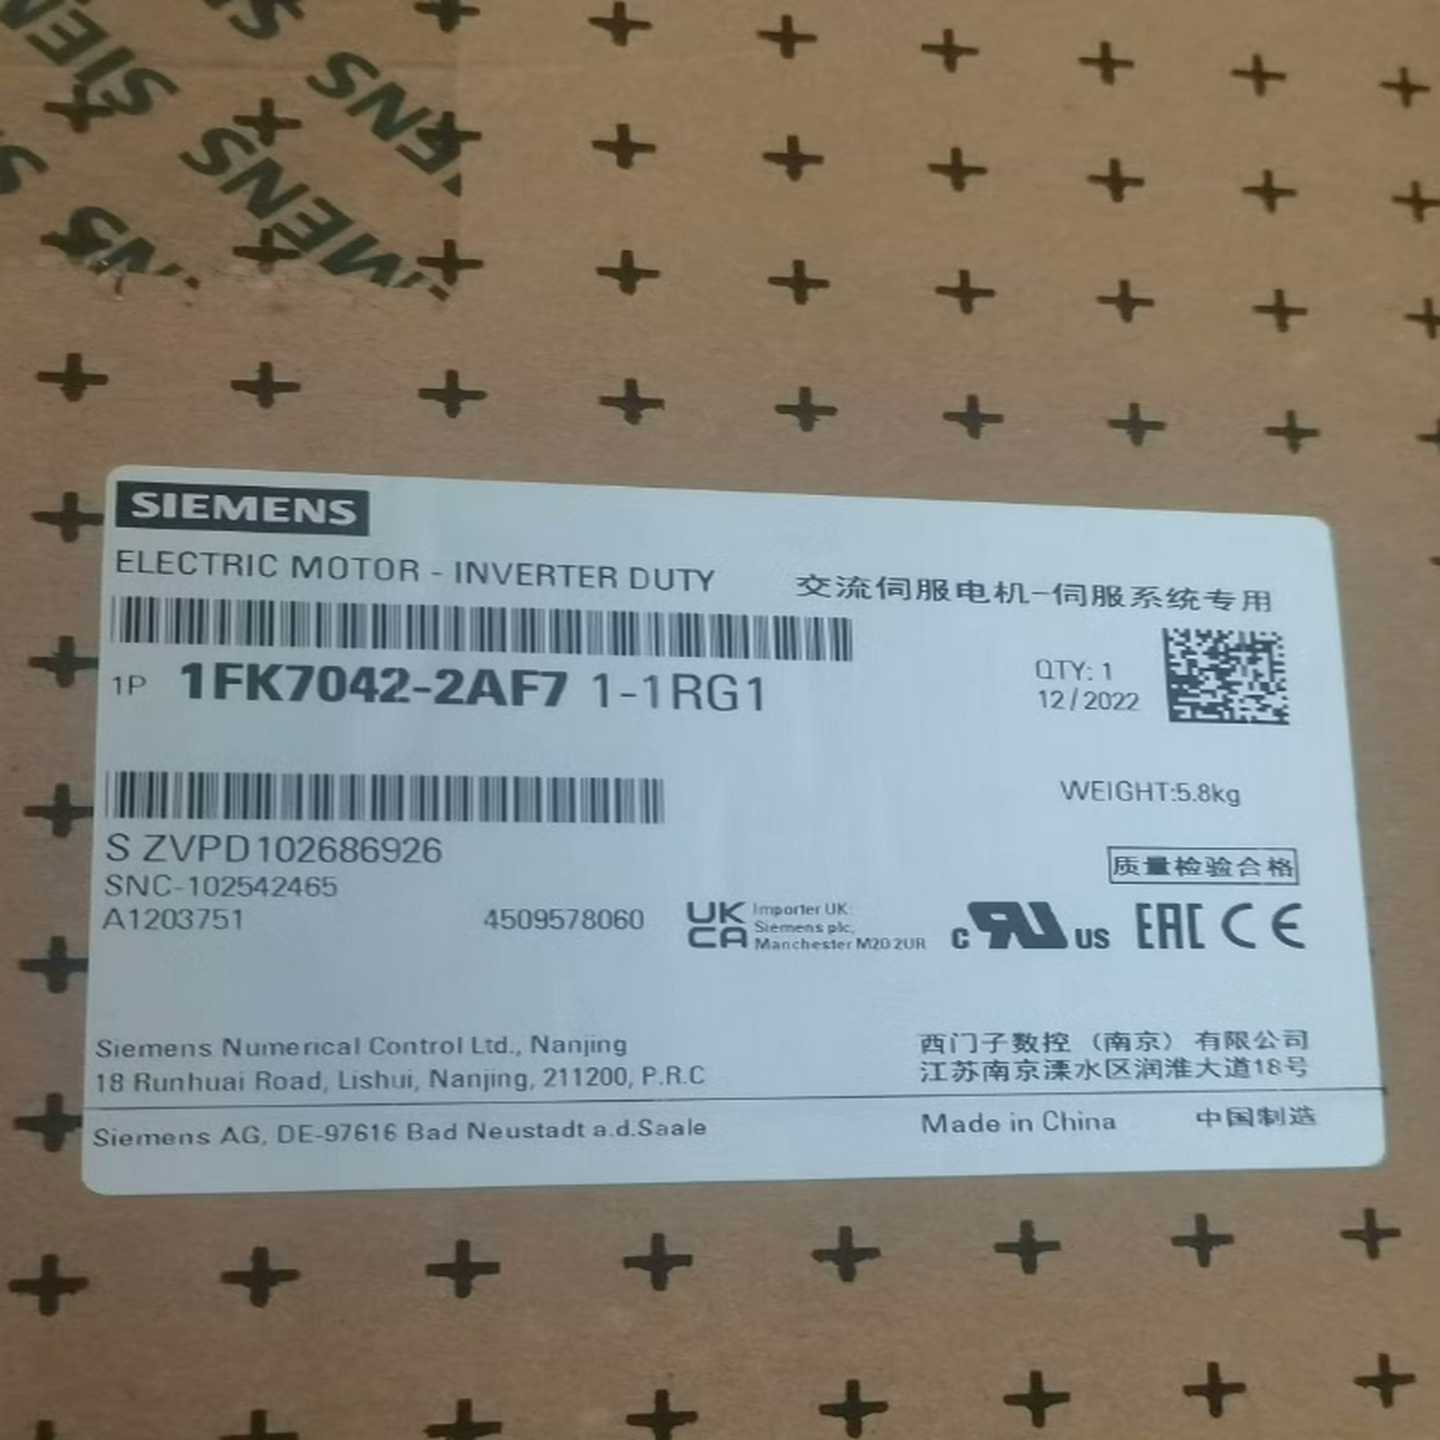 SIEMENS
SIEMENS
ELECTRIC MOTOR - INVERTER DUTY 交流伺服电机-伺服系统专用
1P 1FK7042-2AF7 1-1RG1
QTY: 1
12/2022
WEIGHT:5.8kg
S ZVPD102686926
SNC-102542465
A1203751 4509578060
质量检验合格
UK
CA
Importer UK:
Siemens plc,
Manchester M20 2UR
c RU US EAC CE
Siemens Numerical Control Ltd., Nanjing 西门子数控 (南京) 有限公司
18 Runhuai Road, Lishui, Nanjing, 211200, P.R.C 江苏南京溧水区润淮大道18号
Siemens AG, DE-97616 Bad Neustadt a.d.Saale Made in China 中国制造